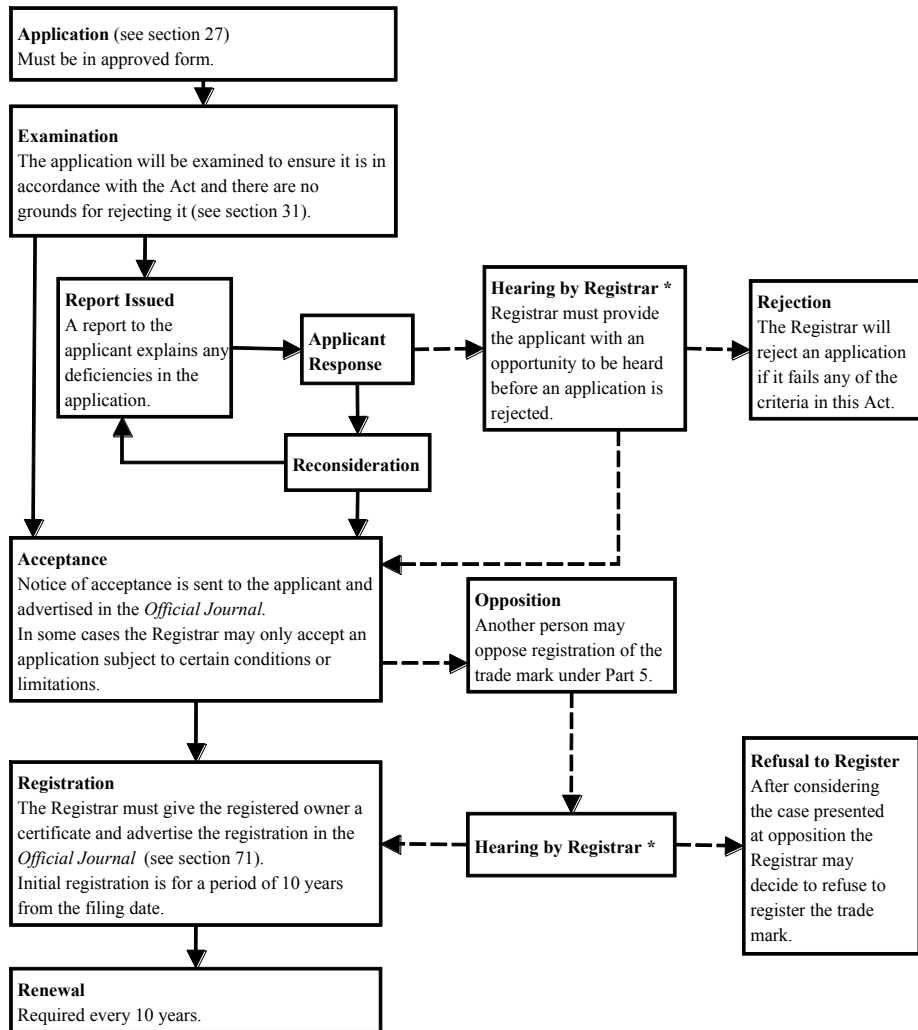 Application (see section 27)
Must be in approved form.
Examination
The application will be examined to ensure it is in
accordance with the Act and there are no
grounds for rejecting it (see section 31).
Report Issued
A report to the
applicant explains any
deficiencies in the
application.
Applicant
Response
Hearing by Registrar *
Registrar must provide
the applicant with an
opportunity to be heard
before an application is
rejected.
Rejection
The Registrar will
reject an application
if it fails any of the
criteria in this Act.
Reconsideration
Acceptance
Notice of acceptance is sent to the applicant and
advertised in the Official Journal.
In some cases the Registrar may only accept an
application subject to certain conditions or
limitations.
Opposition
Another person may
oppose registration of the
trade mark under Part 5.
Registration
The Registrar must give the registered owner a
certificate and advertise the registration in the
Official Journal (see section 71).
Initial registration is for a period of 10 years
from the filing date.
Hearing by Registrar *
Refusal to Register
After considering
the case presented
at opposition the
Registrar may
decide to refuse to
register the trade
mark.
Renewal
Required every 10 years.